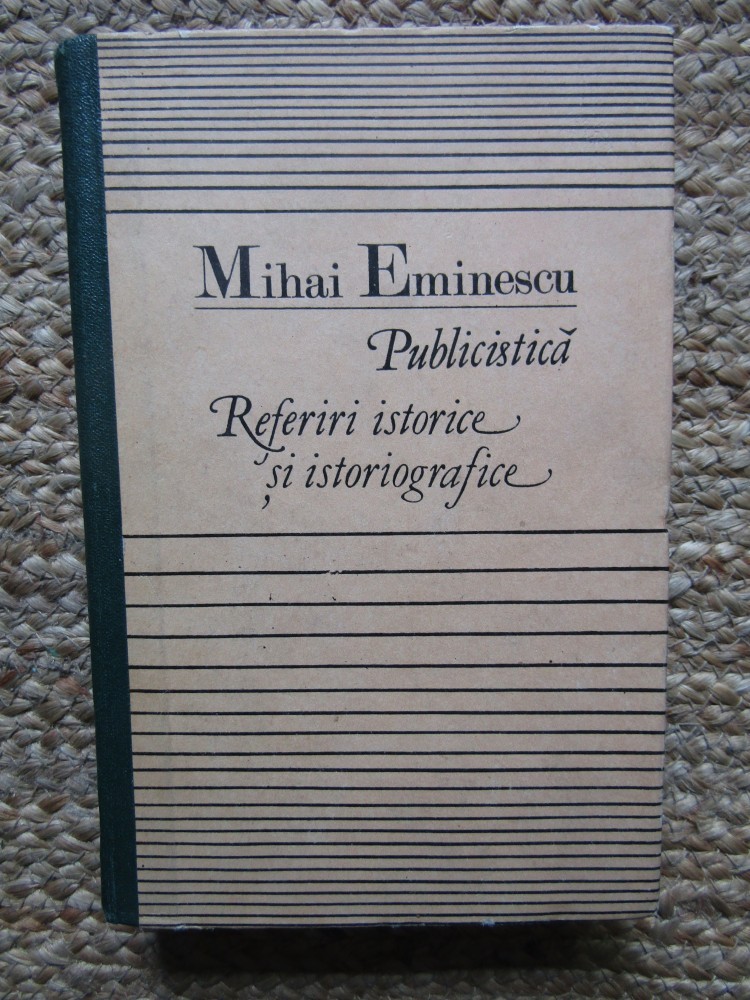 Mihai Eminescu
Publicistică
Referiri istorice
și istoriografice